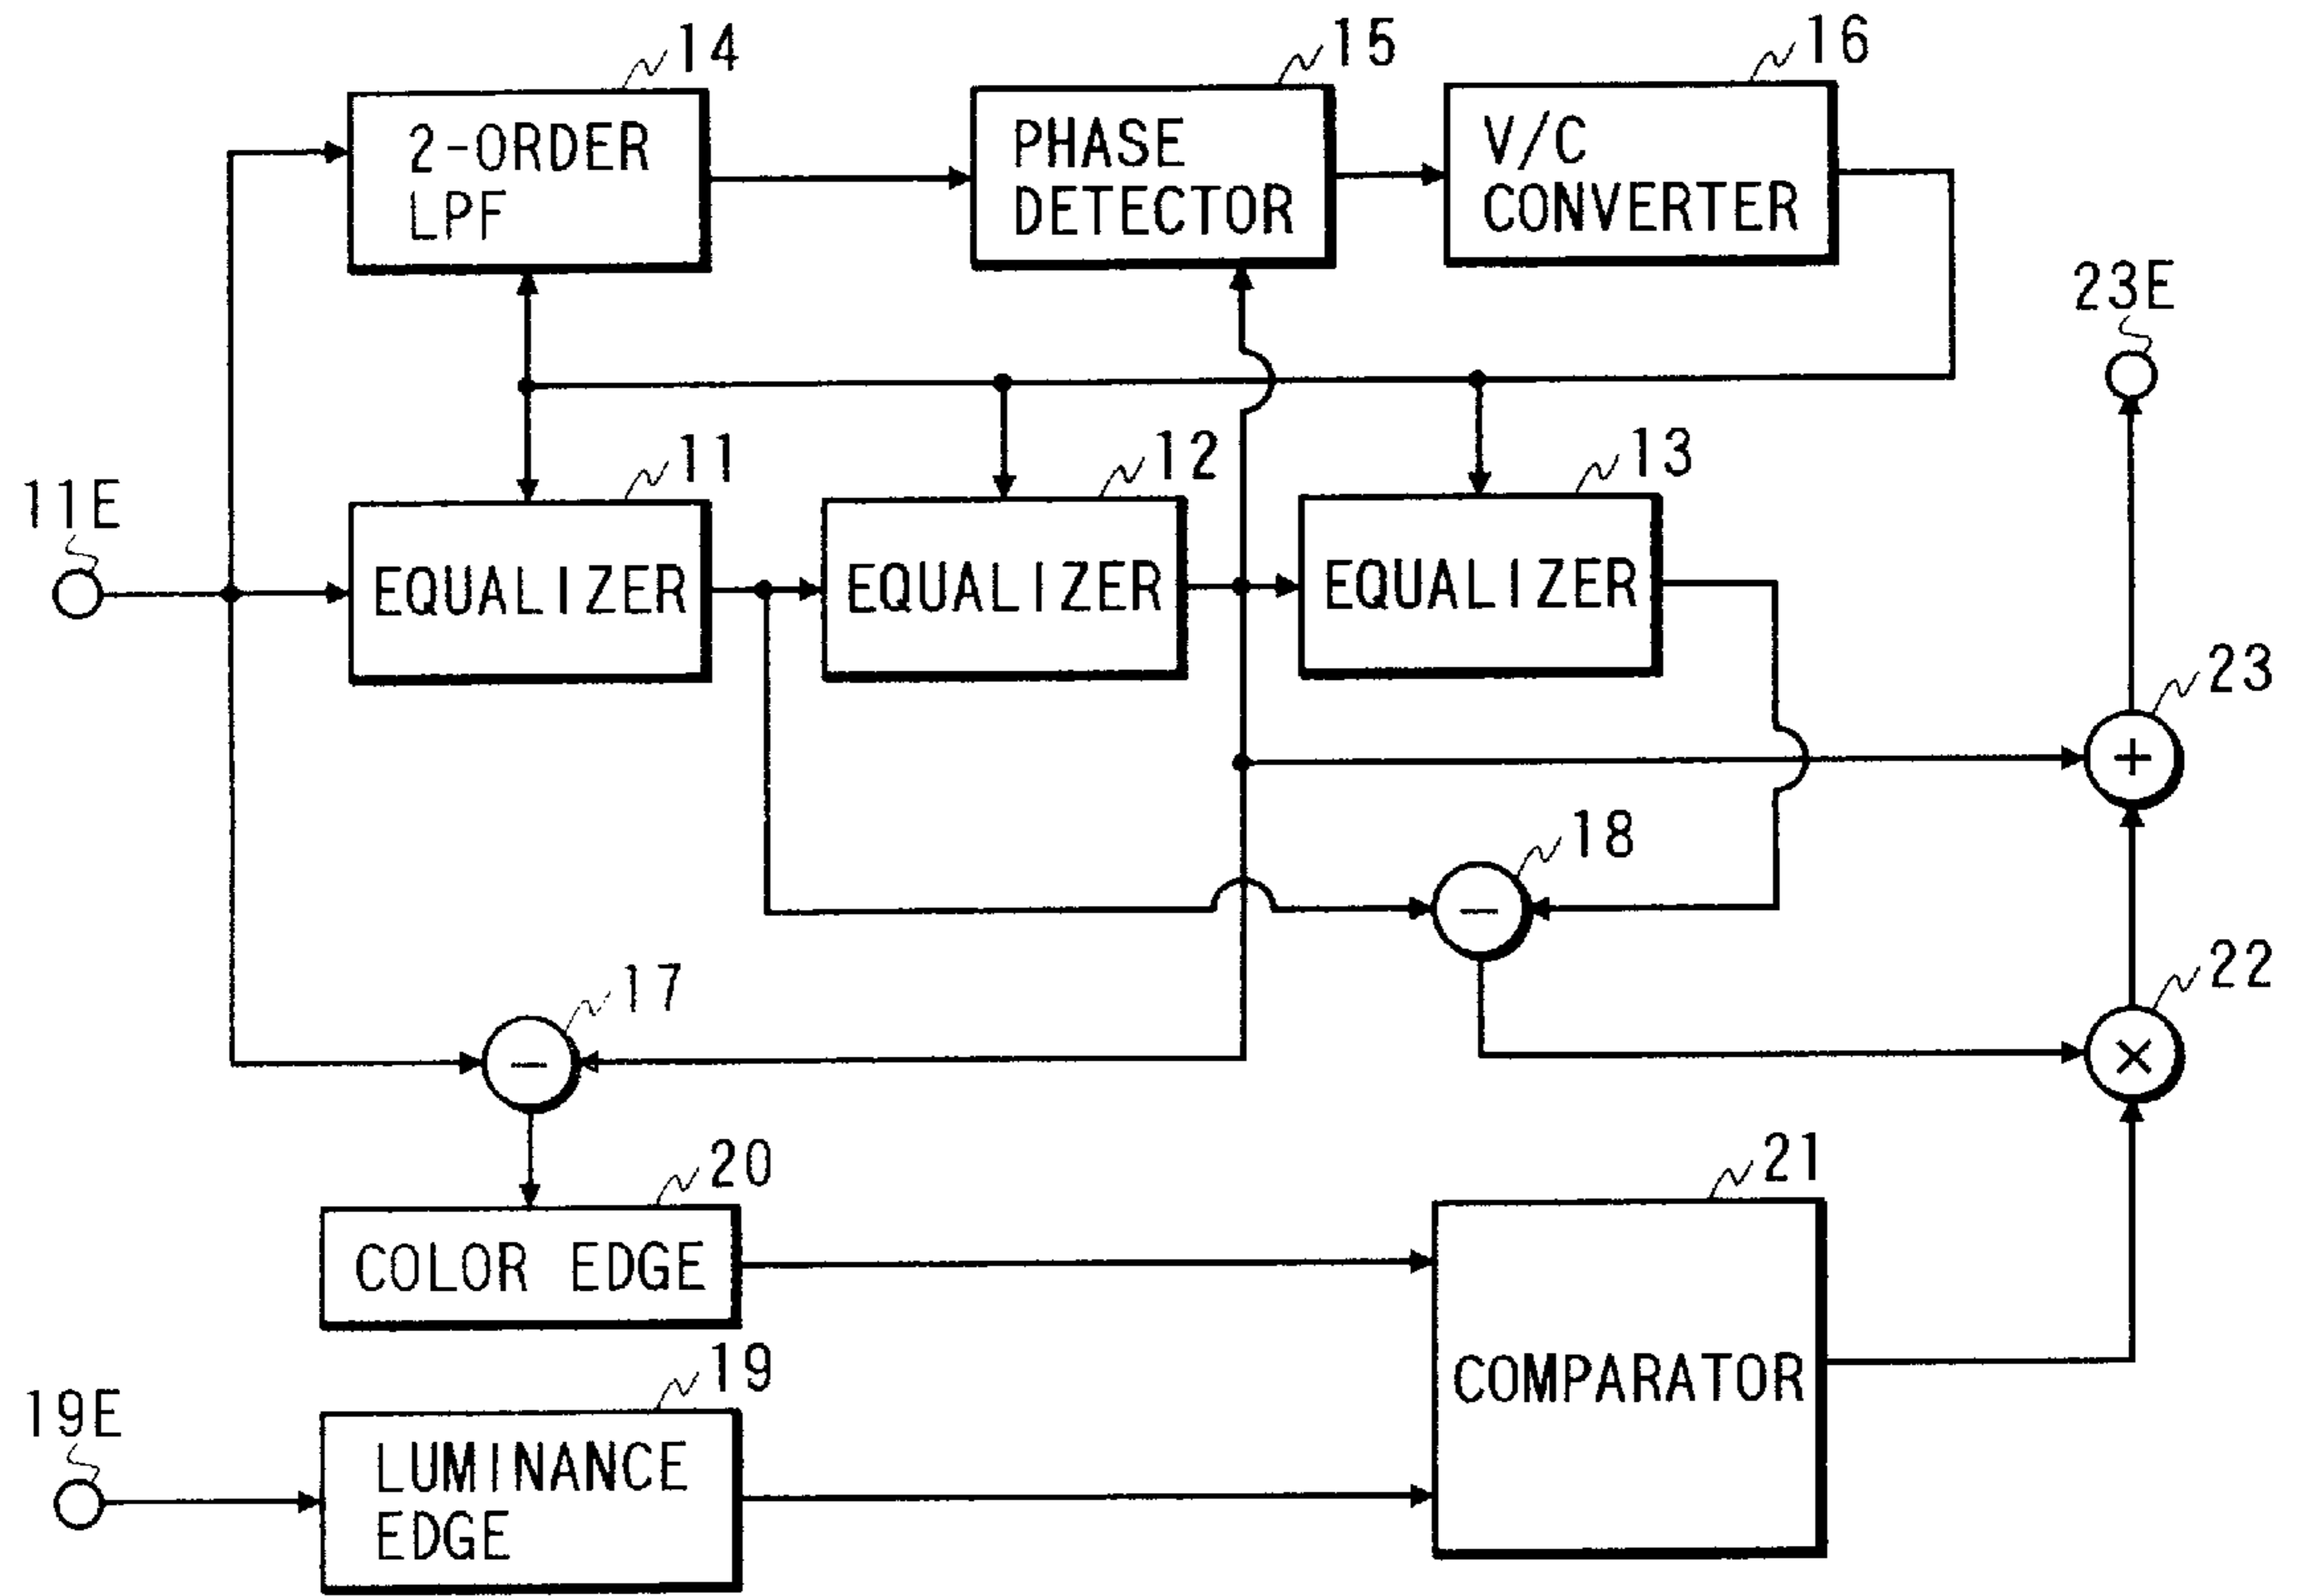 14
15
16
2-ORDER
LPF
PHASE
DETECTOR
V/C
CONVERTER
23E
11
12
13
11E
EQUALIZER
EQUALIZER
EQUALIZER
23
+
18
−
17
−
22
×
20
21
COLOR EDGE
COMPARATOR
19
19E
LUMINANCE
EDGE